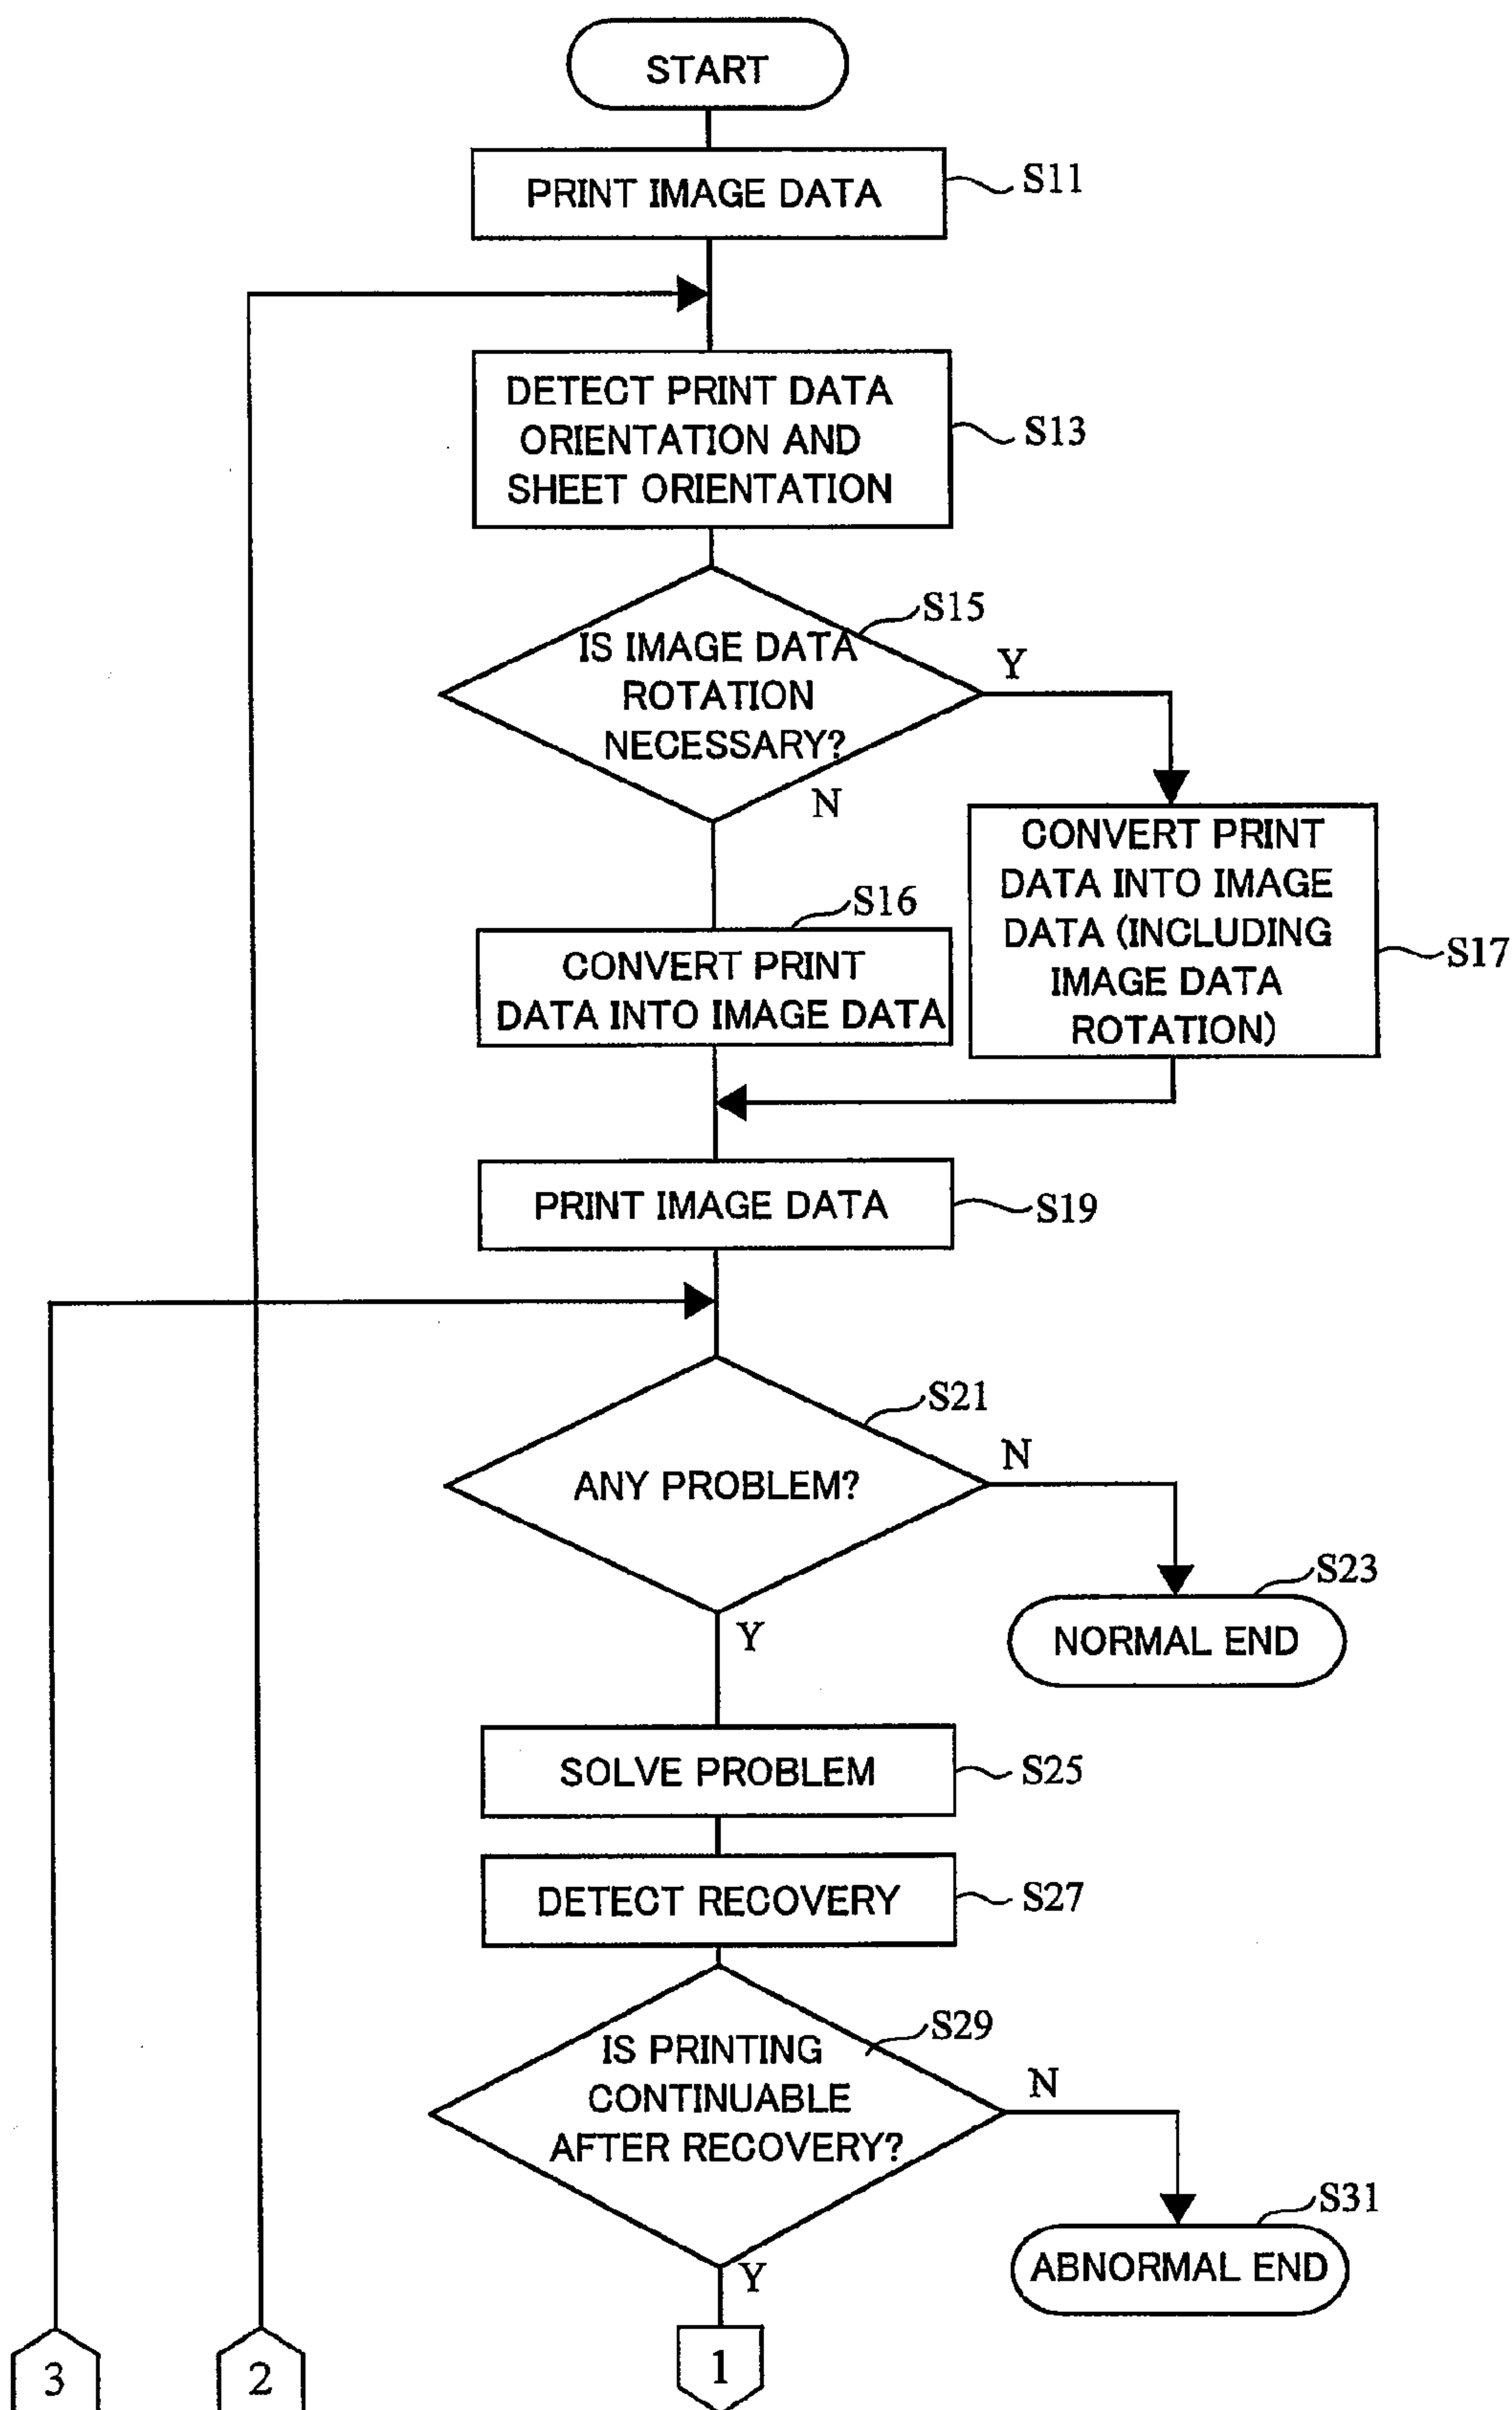 START
PRINT IMAGE DATA
S11
DETECT PRINT DATA
ORIENTATION AND
SHEET ORIENTATION
S13
S15
IS IMAGE DATA
ROTATION
NECESSARY?
Y
N
CONVERT PRINT
DATA INTO IMAGE
DATA (INCLUDING
IMAGE DATA
ROTATION)
S17
S16
CONVERT PRINT
DATA INTO IMAGE DATA
PRINT IMAGE DATA
S19
S21
ANY PROBLEM?
N
Y
S23
NORMAL END
SOLVE PROBLEM
S25
DETECT RECOVERY
S27
S29
IS PRINTING
CONTINUABLE
AFTER RECOVERY?
N
Y
S31
ABNORMAL END
3
2
1